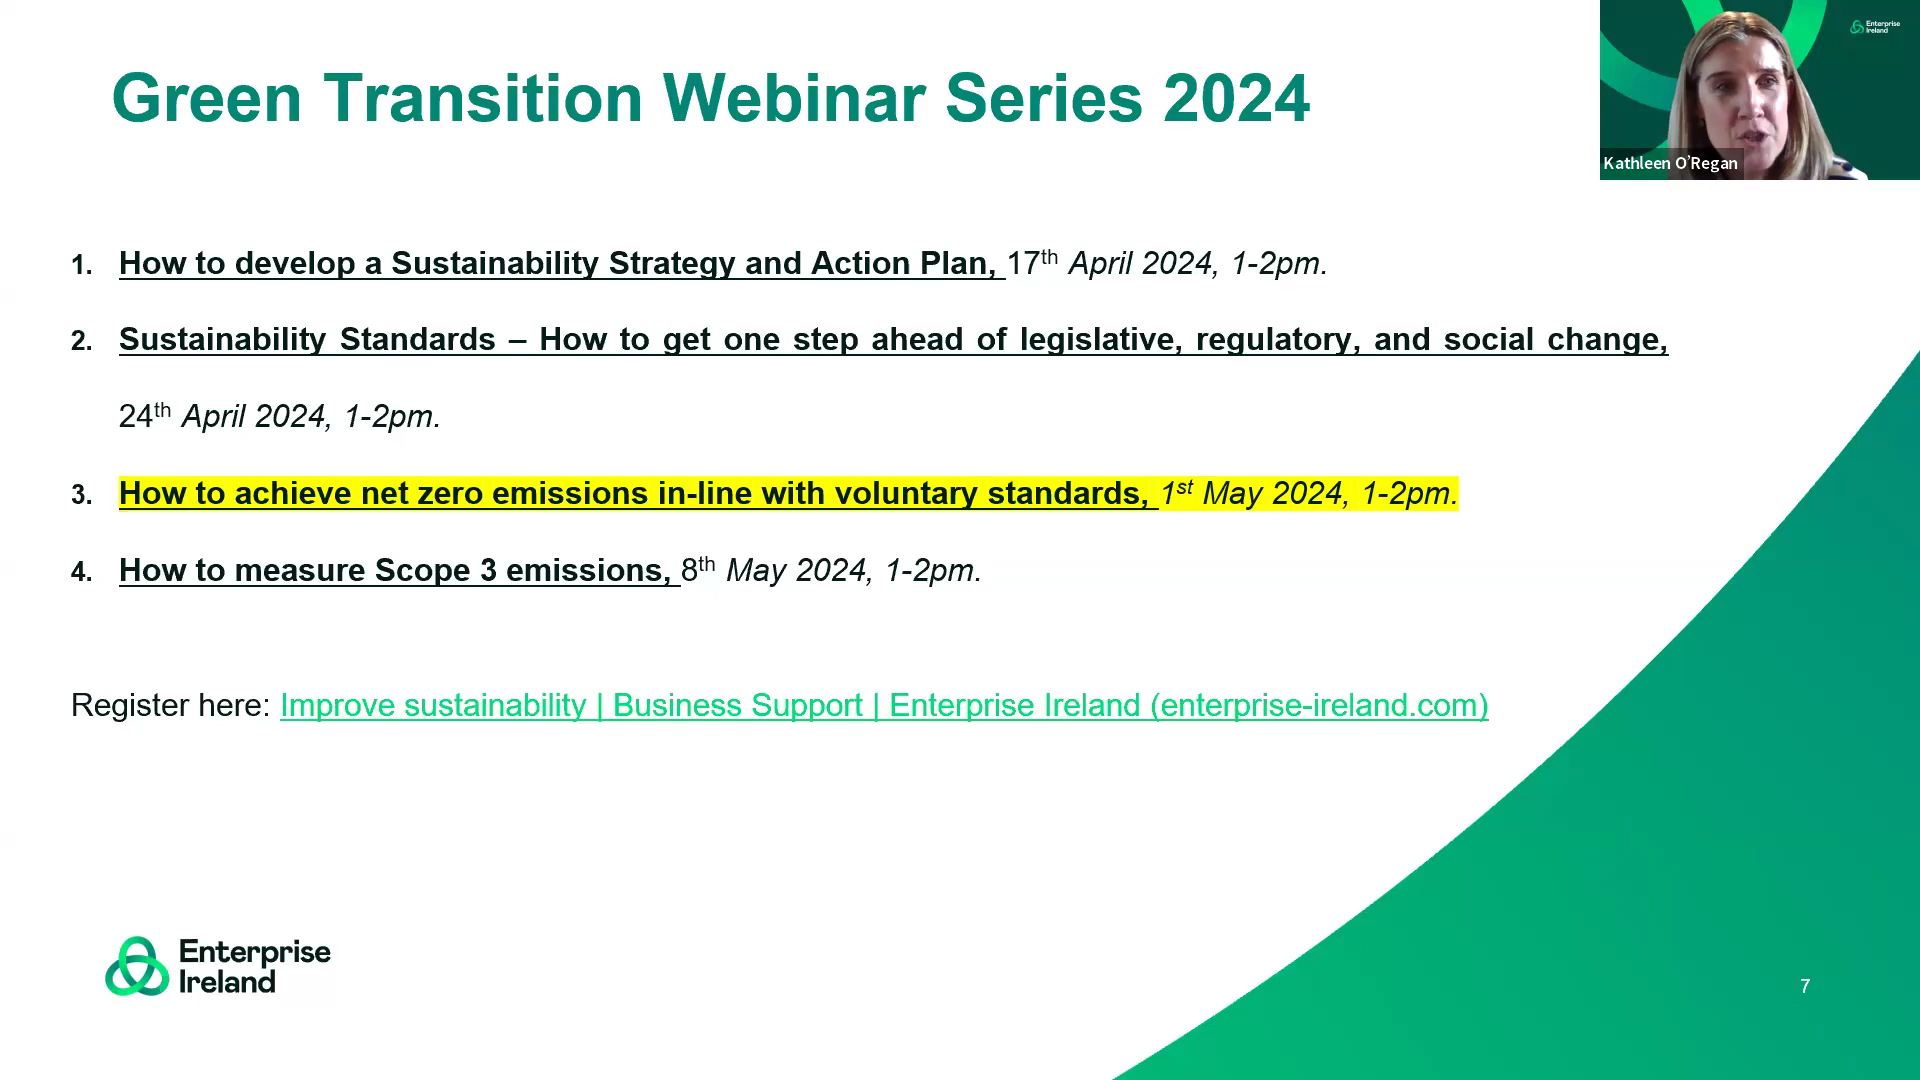 Green Transition Webinar Series 2024
Enterprise
Ireland
Kathleen O'Regan
1. How to develop a Sustainability Strategy and Action Plan, 17th April 2024, 1-2pm.
2. Sustainability Standards – How to get one step ahead of legislative, regulatory, and social change,
24th April 2024, 1-2pm.
3. How to achieve net zero emissions in-line with voluntary standards, 1st May 2024, 1-2pm.
4. How to measure Scope 3 emissions, 8th May 2024, 1-2pm.
Register here: Improve sustainability | Business Support | Enterprise Ireland (enterprise-ireland.com)
Enterprise
Ireland
7